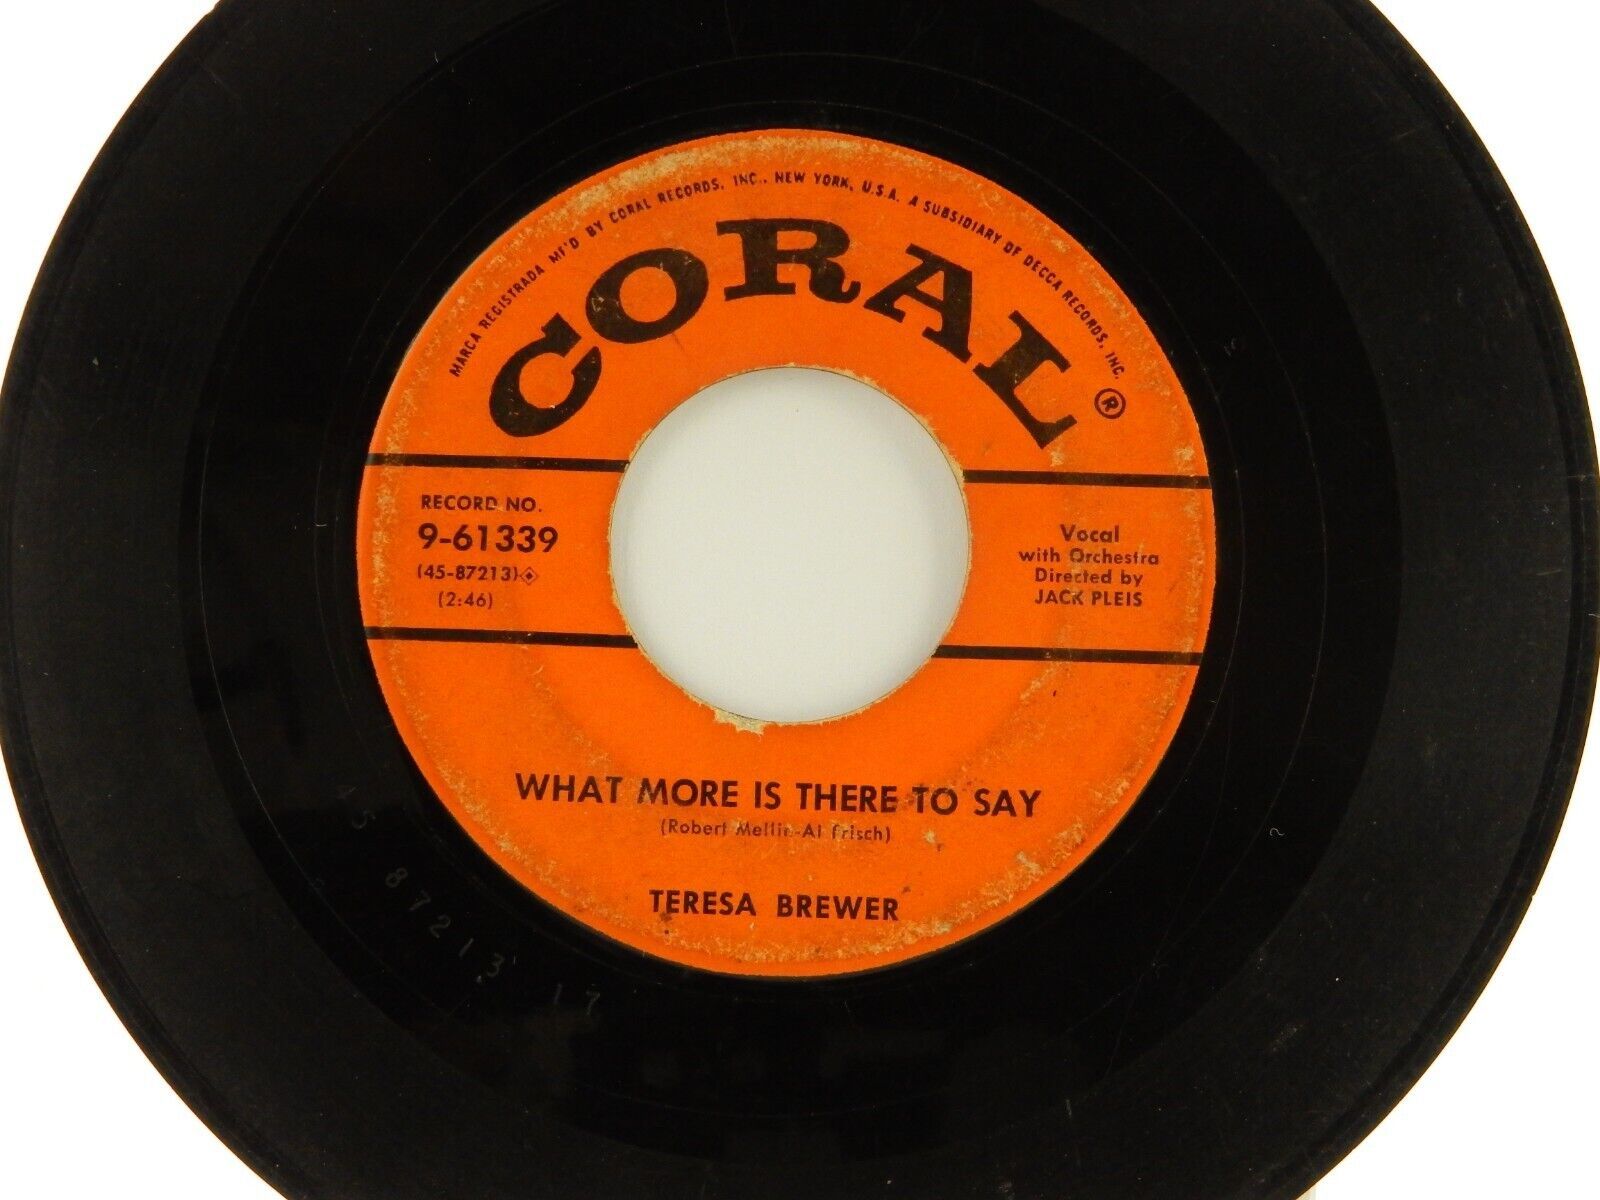 MARCA REGISTRADA MF'D BY CORAL RECORDS, INC., NEW YORK, U.S.A. A SUBSIDIARY OF DECCA RECORDS, INC.
CORAL®
RECORD NO.
9-61339
(45-87213)
(2:46)
Vocal
with Orchestra
Directed by
JACK PLEIS
WHAT MORE IS THERE TO SAY
(Robert Mellin-Al Frisch)
TERESA BREWER
45 87213 17